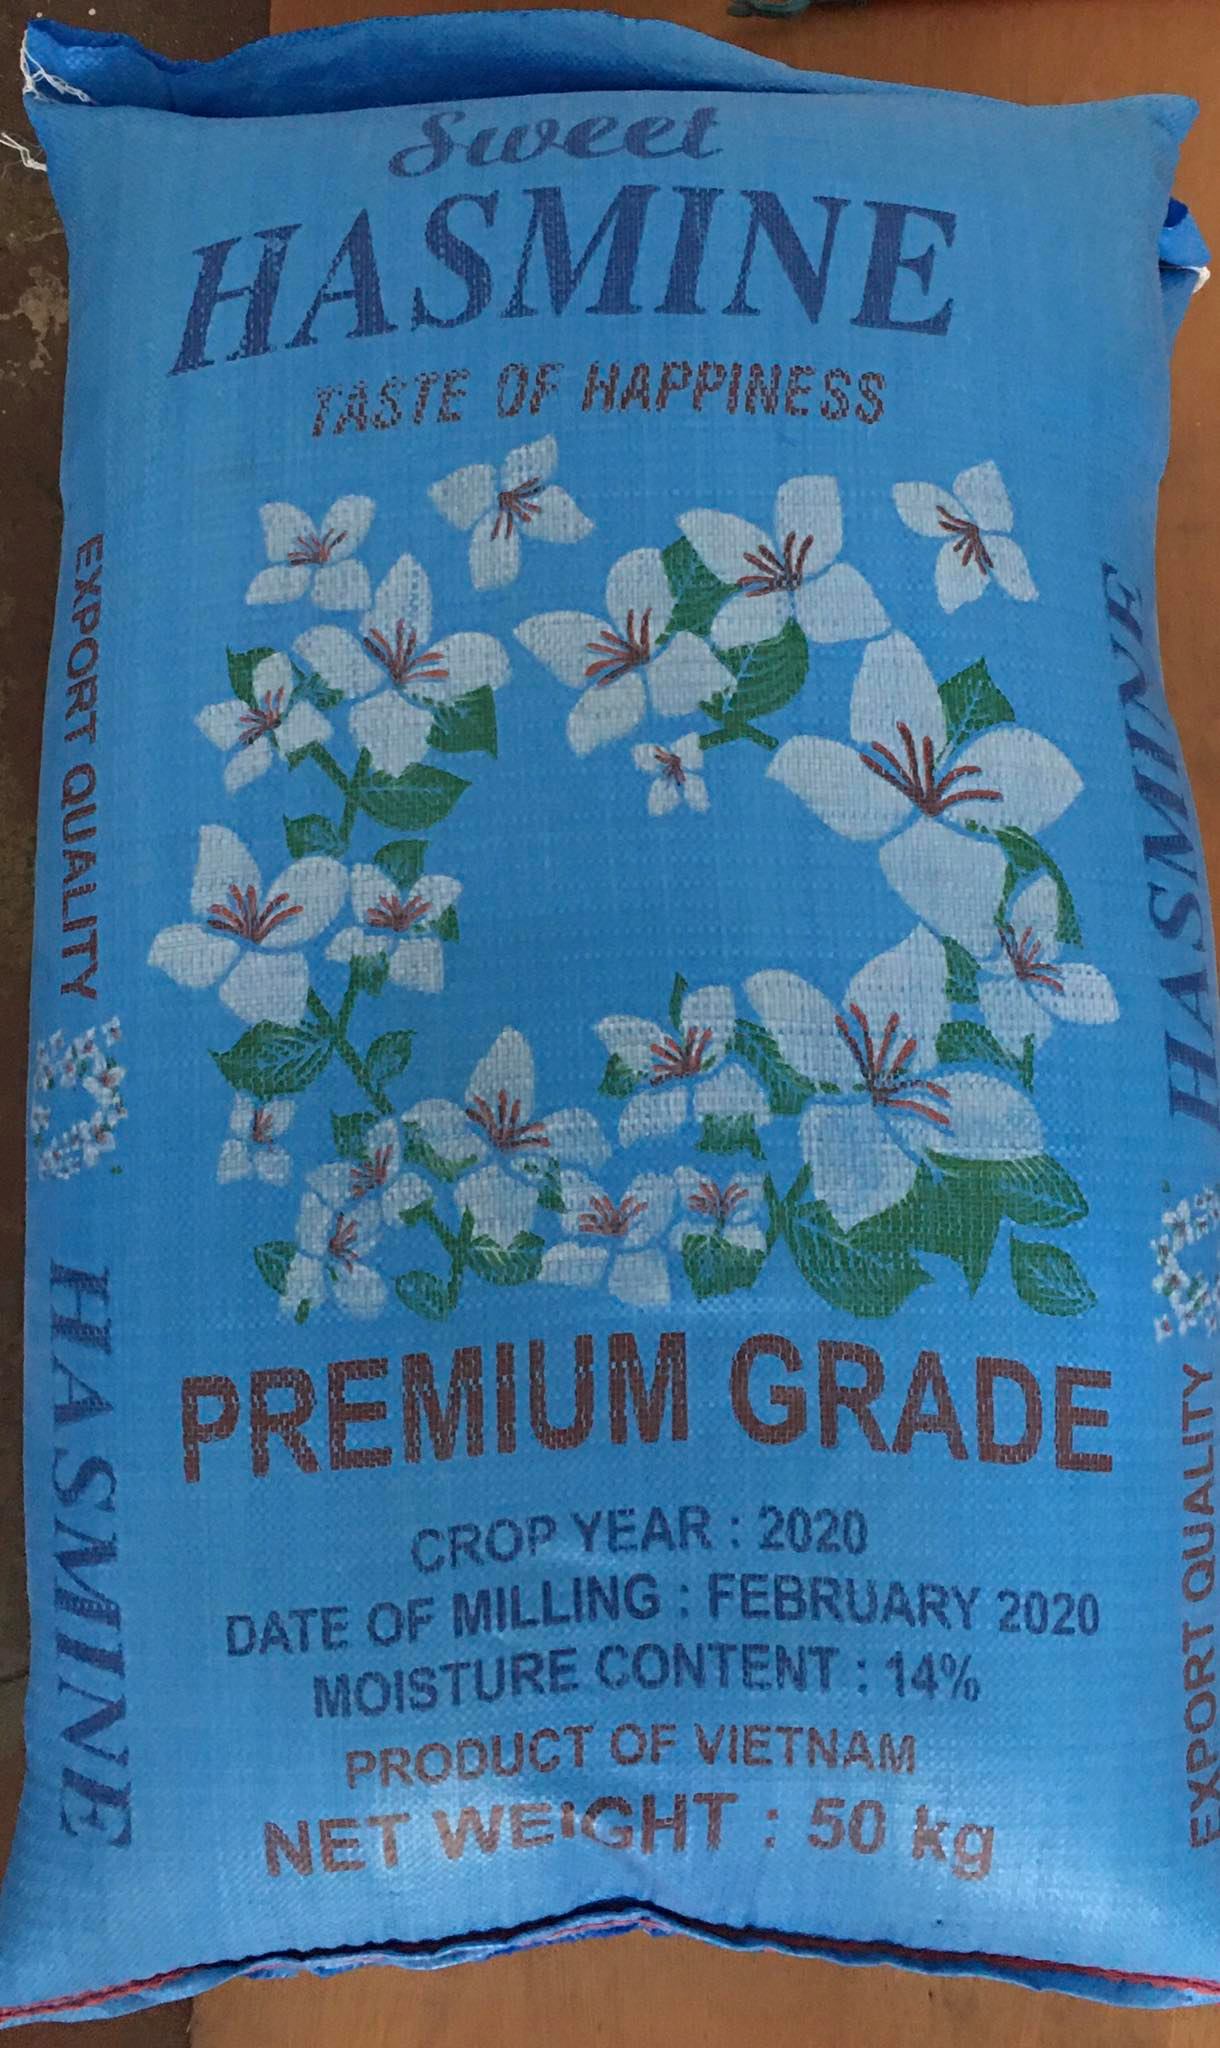 Sweet
HASMINE
TASTE OF HAPPINESS
EXPORT QUALITY
HASMINE
HASMINE
EXPORT QUALITY
PREMIUM GRADE
CROP YEAR : 2020
DATE OF MILLING : FEBRUARY 2020
MOISTURE CONTENT : 14%
PRODUCT OF VIETNAM
NET WEIGHT : 50 kg